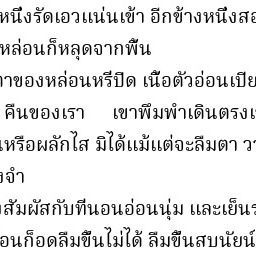 หนึ่งรัดเอวแน่นเข้า อีกข้างหนึ่งส
หล่อนก็หลุดจากพื้น
าของหล่อนหรี่ปิด เนื้อตัวอ่อนเปีย
คืนของเรา เขาพึมพำเดินตรง
หรือผลักไส มิได้แม้แต่จะลืมตา ว
งจำ
สัมผัสกับที่นอนอ่อนนุ่ม และเย็น
อนก็อดลืมขึ้นไม่ได้ ลืมขึ้นสบนัยน์